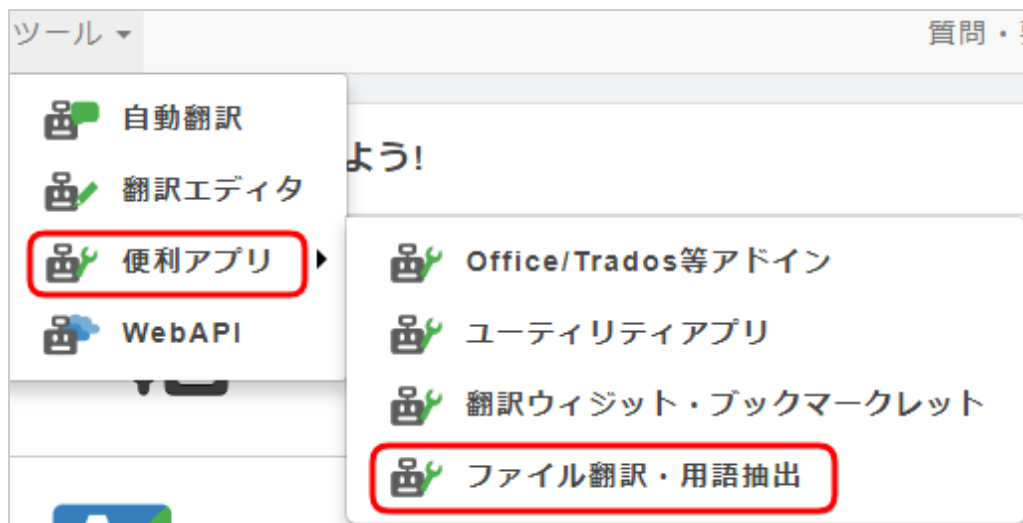 ツール
質問・
自動翻訳
よう!
翻訳エディタ
便利アプリ
Office/Trados等アドイン
ユーティリティアプリ
WebAPI
翻訳ウィジット・ブックマークレット
ファイル翻訳・用語抽出